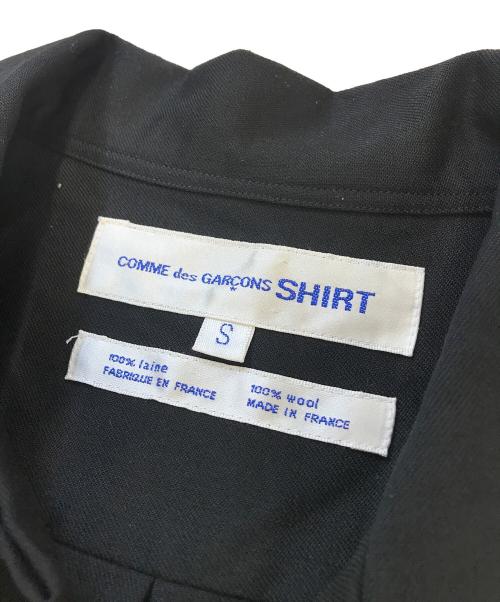 COMME des GARÇONS SHIRT
S
100% laine
FABRIQUE EN FRANCE
100% wool
MADE IN FRANCE